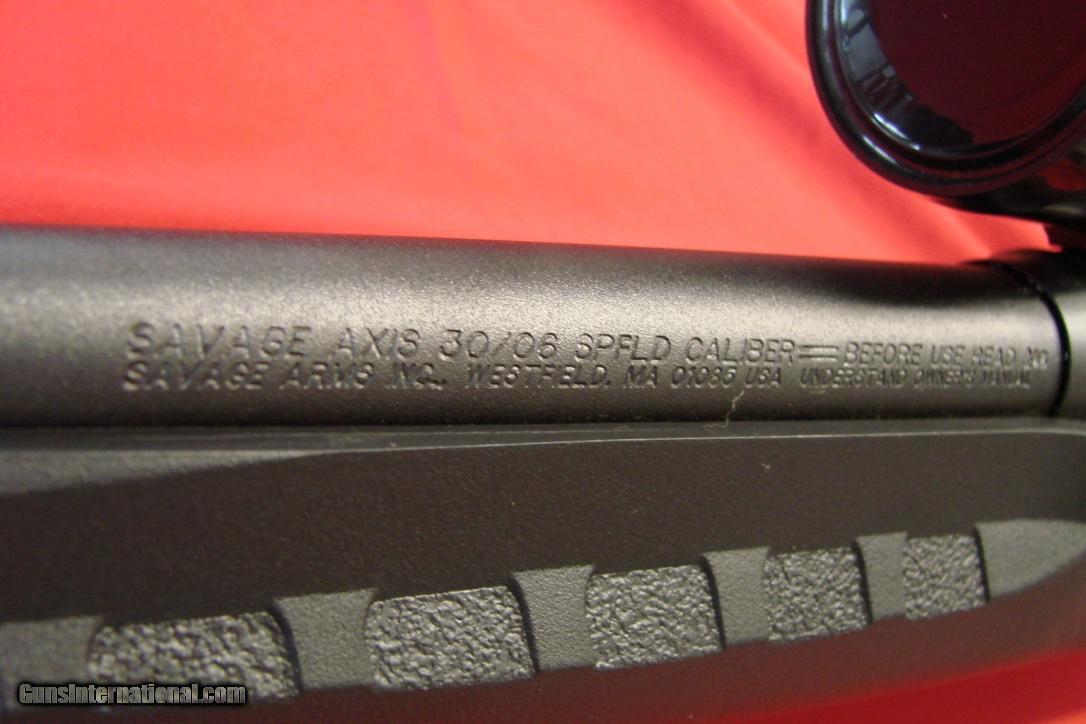 SAVAGE AXIS 30/06 SPFLD CALIBER═BEFORE USE READ AND
SAVAGE ARMS INC., WESTFIELD, MA 01085 USA UNDERSTAND OWNER'S MANUAL
GunsInternational.com